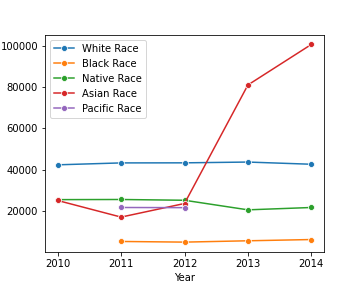 100000
80000
60000
40000
20000
White Race
Black Race
Native Race
Asian Race
Pacific Race
2010 2011 2012 2013 2014
Year